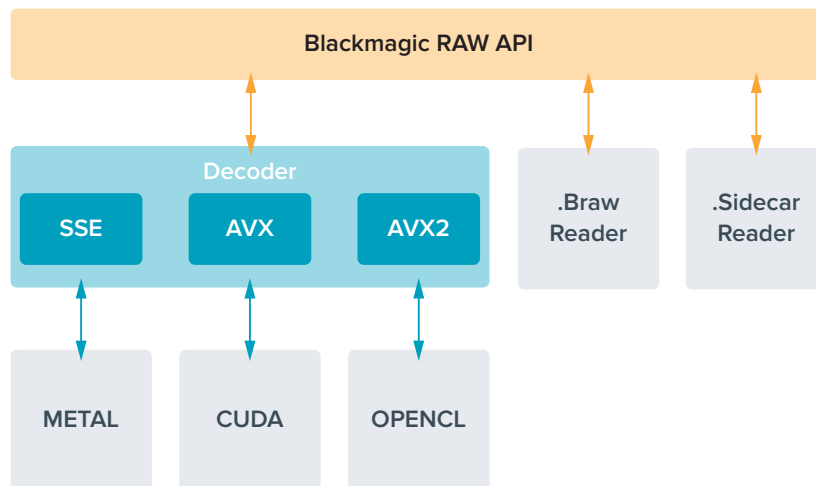 Blackmagic RAW API
Decoder
SSE
AVX
AVX2
.Braw
Reader
.Sidecar
Reader
METAL
CUDA
OPENCL